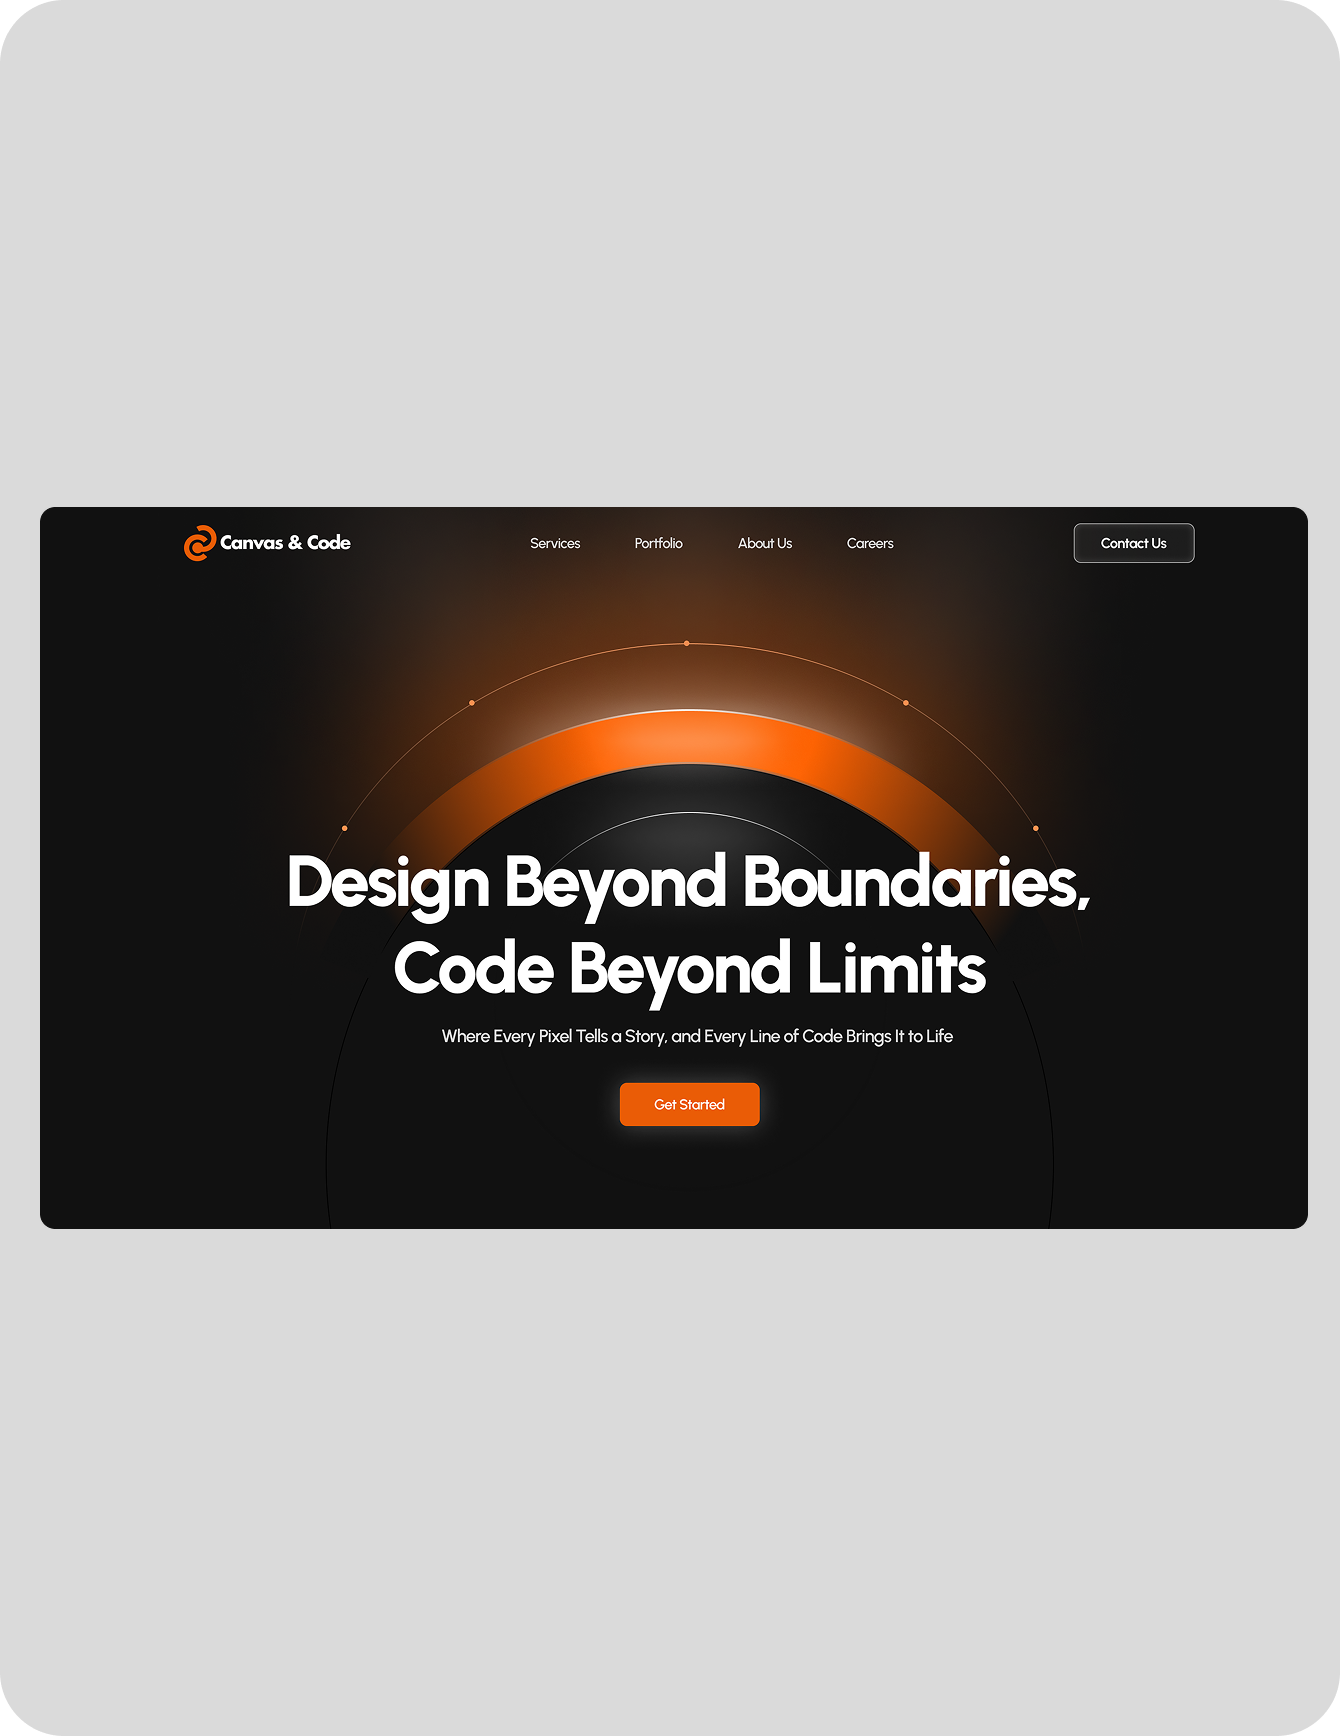 Canvas & Code
Services
Portfolio
About Us
Careers
Contact Us
Design Beyond Boundaries,
Code Beyond Limits
Where Every Pixel Tells a Story, and Every Line of Code Brings It to Life
Get Started